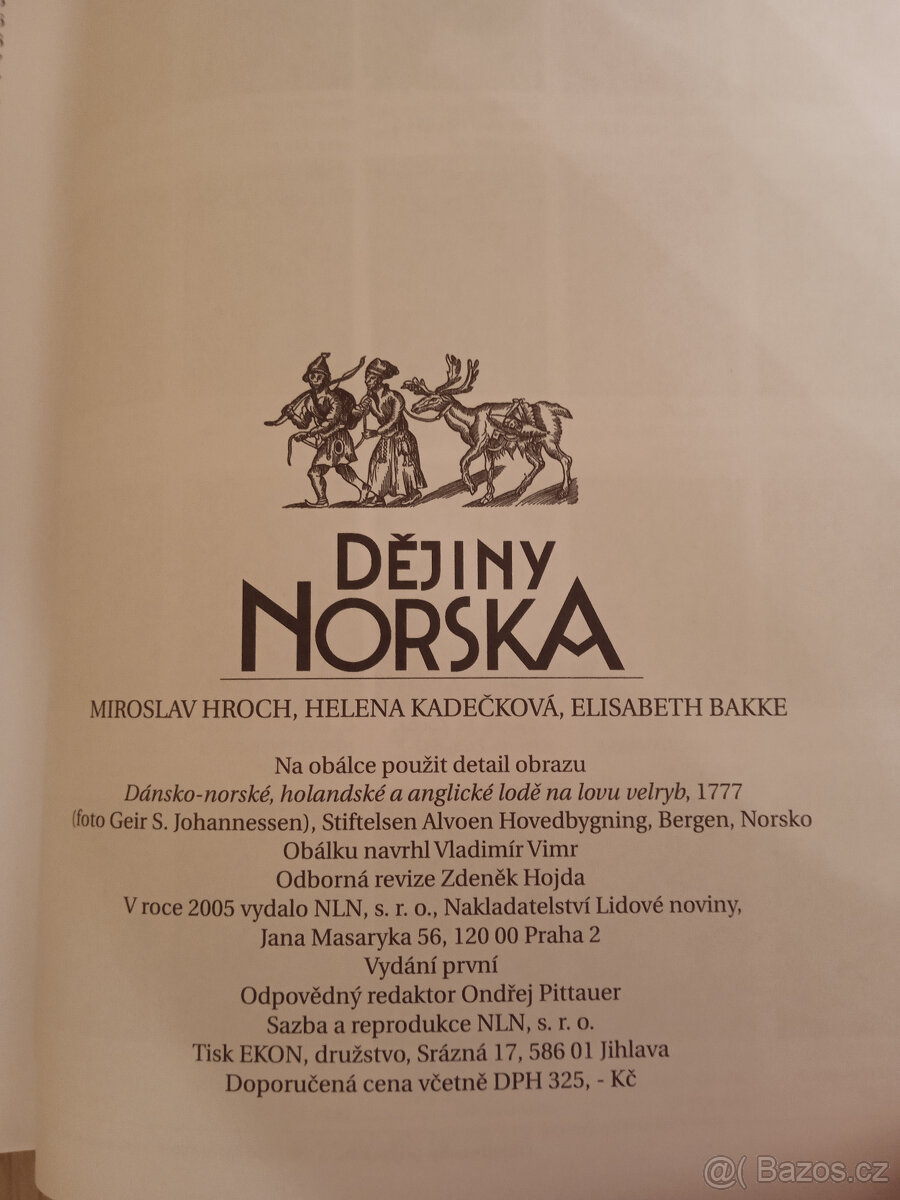 DĚJINY
NORSKA
MIROSLAV HROCH, HELENA KADEČKOVÁ, ELISABETH BAKKE
Na obálce použit detail obrazu
Dánsko-norské, holandské a anglické lodě na lovu velryb, 1777
(foto Geir S. Johannessen), Stiftelsen Alvoen Hovedbygning, Bergen, Norsko
Obálku navrhl Vladimír Vimr
Odborná revize Zdeněk Hojda
V roce 2005 vydalo NLN, s. r. o., Nakladatelství Lidové noviny,
Jana Masaryka 56, 120 00 Praha 2
Vydání první
Odpovědný redaktor Ondřej Pittauer
Sazba a reprodukce NLN, s. r. o.
Tisk EKON, družstvo, Srázná 17, 586 01 Jihlava
Doporučená cena včetně DPH 325, - Kč
@( Bazos.cz